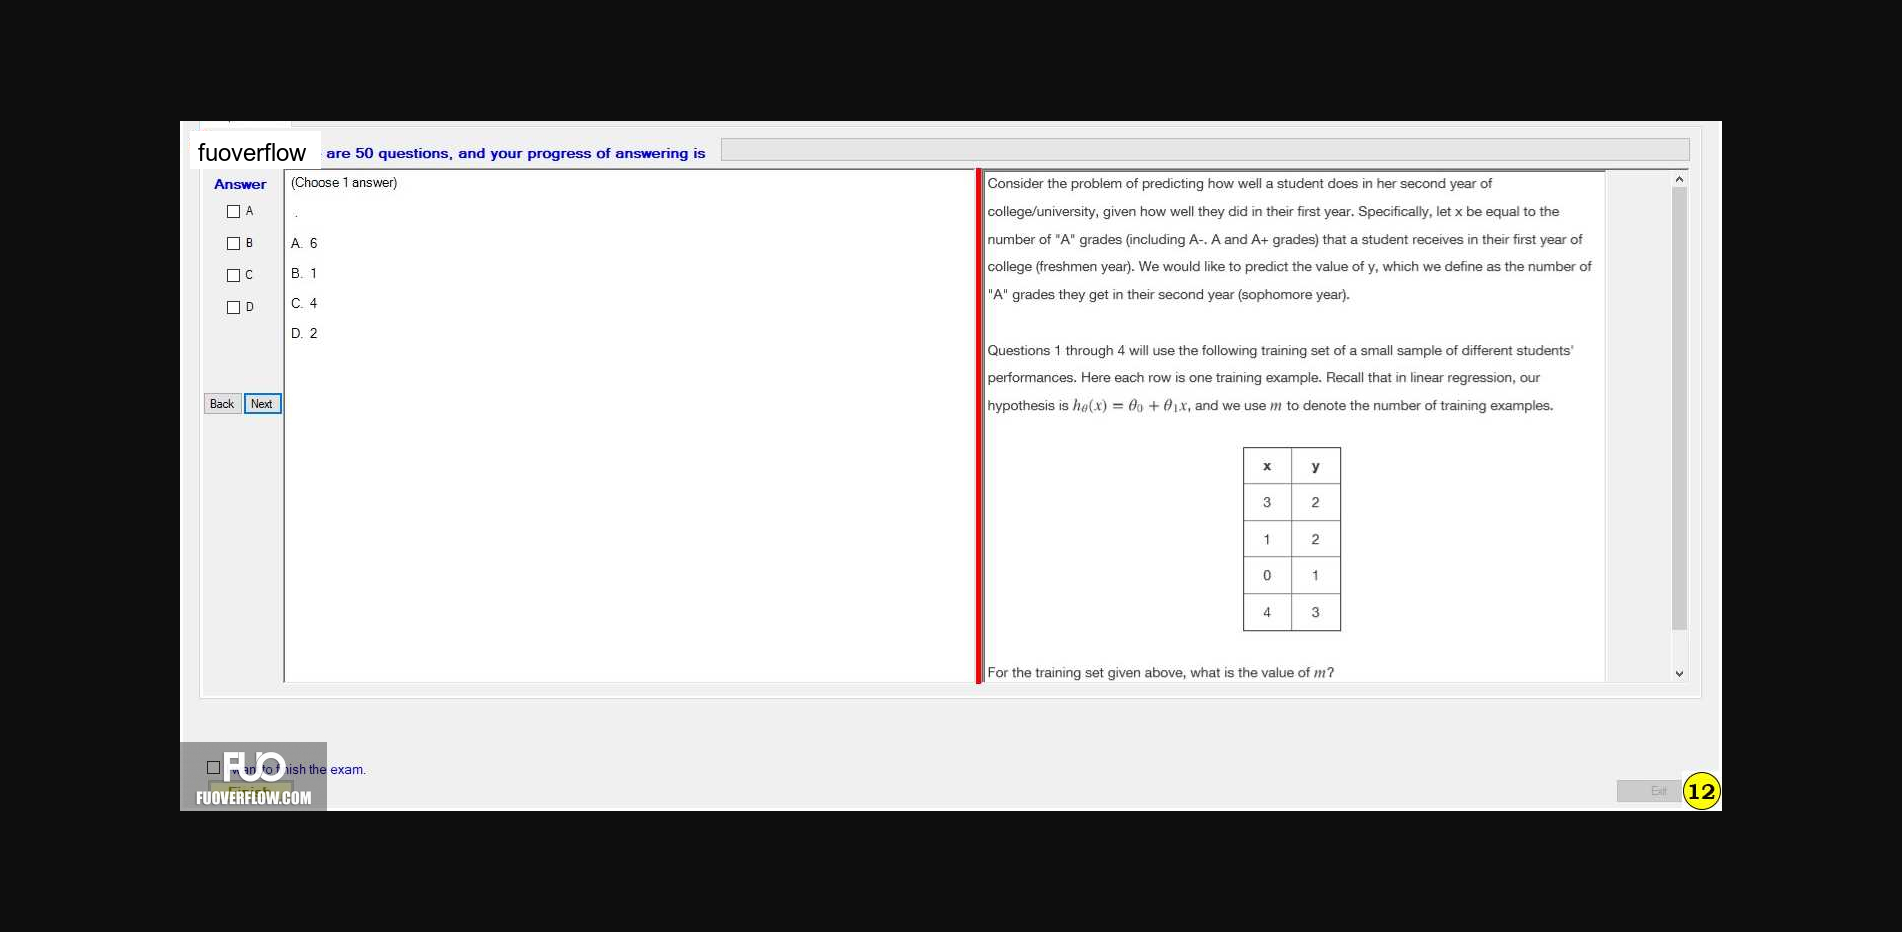 fuoverflow are 50 questions, and your progress of answering is
Answer
A
B
C
D
Back Next
(Choose 1 answer)
.
A. 6
B. 1
C. 4
D. 2
Consider the problem of predicting how well a student does in her second year of
college/university, given how well they did in their first year. Specifically, let x be equal to the
number of "A" grades (including A-. A and A+ grades) that a student receives in their first year of
college (freshmen year). We would like to predict the value of y, which we define as the number of
"A" grades they get in their second year (sophomore year).
Questions 1 through 4 will use the following training set of a small sample of different students'
performances. Here each row is one training example. Recall that in linear regression, our
hypothesis is hθ(x) = θ0 + θ1x, and we use m to denote the number of training examples.
x y
3 2
1 2
0 1
4 3
For the training set given above, what is the value of m?
want to finish the exam.
Finish
FUO
FUOVERFLOW.COM
Exit
12